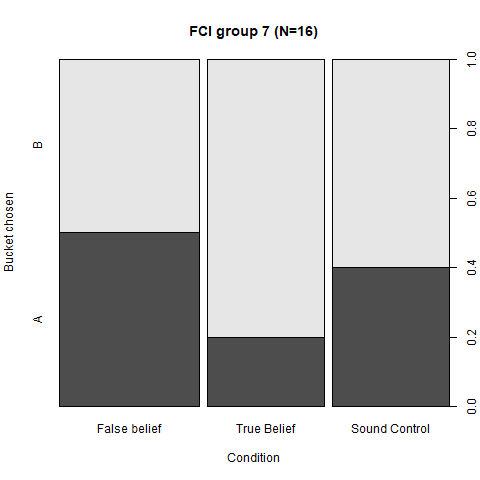 FCI group 7 (N=16)
Bucket chosen
B
A
1.0
0.8
0.6
0.4
0.2
0.0
False belief
True Belief
Sound Control
Condition